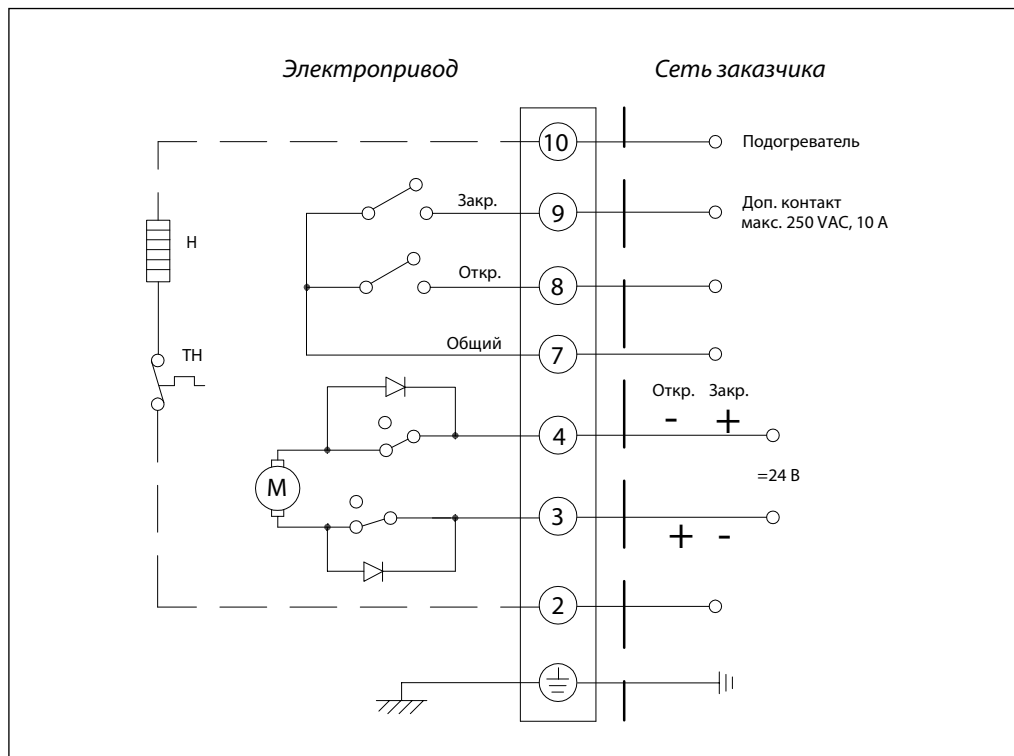 Электропривод
Сеть заказчика
10
Подогреватель
Закр.
9
Доп. контакт
макс. 250 VAC, 10 A
H
Откр.
8
Общий
7
TH
Откр. Закр.
- +
4
=24 В
M
3
+ -
2